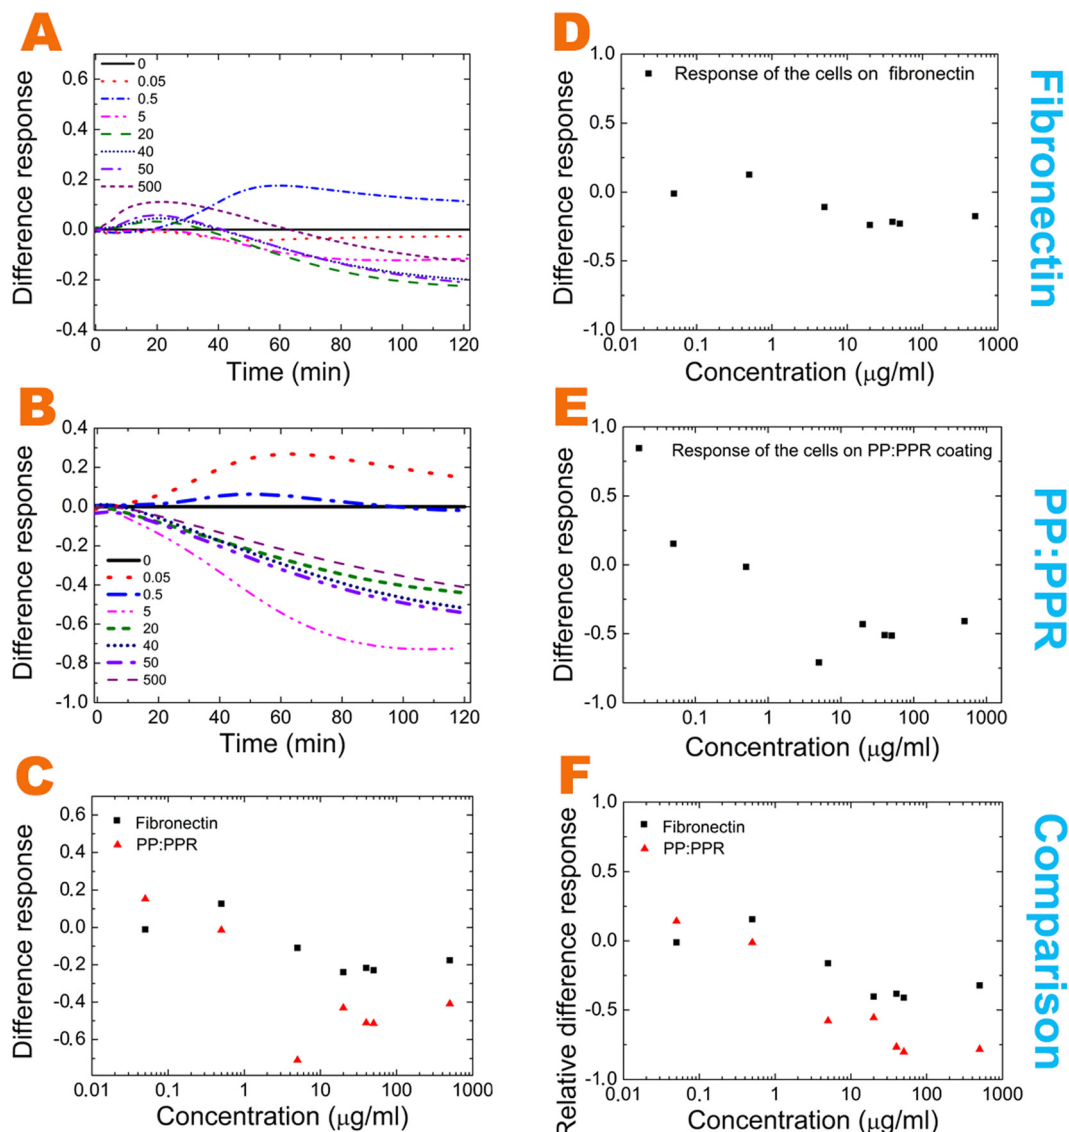 A
Difference response
0.6
0.4
0.2
0.0
-0.2
-0.4
0
0.05
0.5
5
20
40
50
500
0 20 40 60 80 100 120
Time (min)
D
Difference response
1.0
0.5
0.0
-0.5
-1.0
Response of the cells on fibronectin
0.01 0.1 1 10 100 1000
Concentration (μg/ml)
Fibronectin
B
Difference response
0.4
0.2
0.0
-0.2
-0.4
-0.6
-0.8
-1.0
0
0.05
0.5
5
20
40
50
500
0 20 40 60 80 100 120
Time (min)
E
Difference response
1.0
0.5
0.0
-0.5
-1.0
Response of the cells on PP:PPR coating
0.1 1 10 100 1000
Concentration (μg/ml)
PP:PPR
C
Difference response
0.6
0.4
0.2
0.0
-0.2
-0.4
-0.6
Fibronectin
PP:PPR
0.01 0.1 1 10 100 1000
Concentration (μg/ml)
F
Relative difference response
1.0
0.5
0.0
-0.5
-1.0
Fibronectin
PP:PPR
0.01 0.1 1 10 100 1000
Concentration (μg/ml)
Comparison